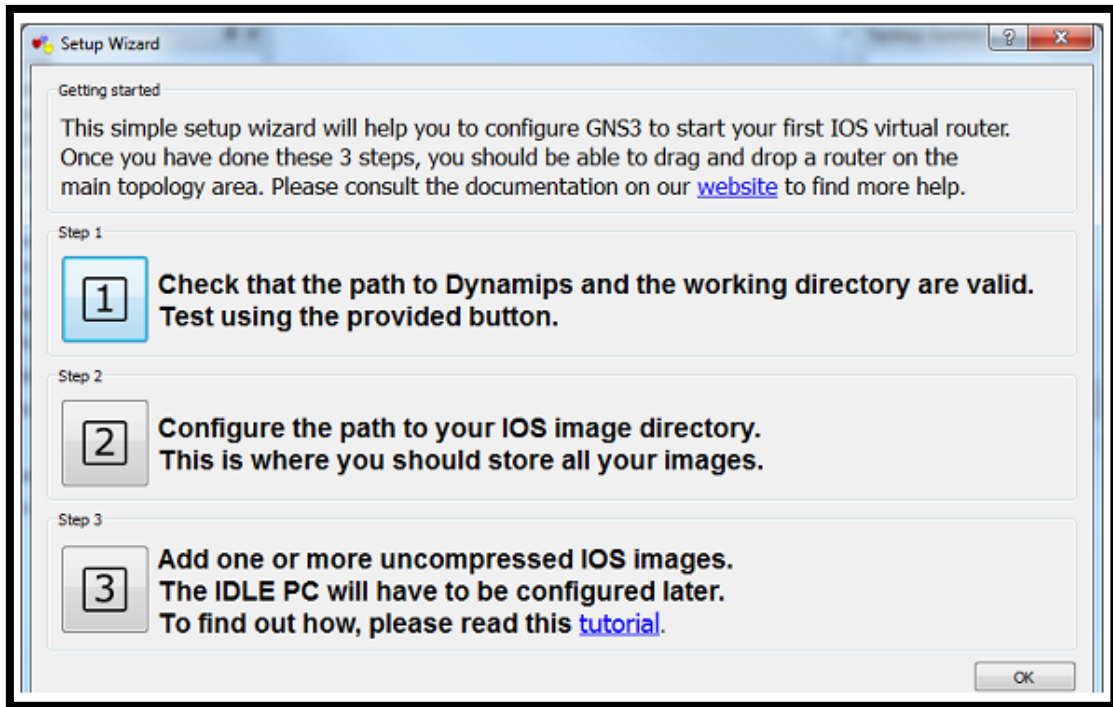 Setup Wizard
?
Getting started
This simple setup wizard will help you to configure GNS3 to start your first IOS virtual router.
Once you have done these 3 steps, you should be able to drag and drop a router on the
main topology area. Please consult the documentation on our website to find more help.
Step 1
1
Check that the path to Dynamips and the working directory are valid.
Test using the provided button.
Step 2
2
Configure the path to your IOS image directory.
This is where you should store all your images.
Step 3
3
Add one or more uncompressed IOS images.
The IDLE PC will have to be configured later.
To find out how, please read this tutorial.
OK